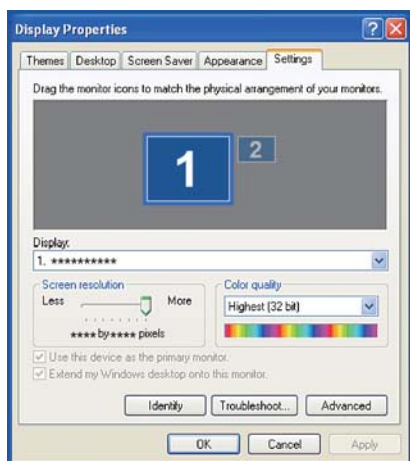 Display Properties
Themes Desktop Screen Saver Appearance Settings
Drag the monitor icons to match the physical arrangement of your monitors.
1 2
Display:
1. **********
Screen resolution Color quality
Less More Highest (32 bit)
**** by **** pixels
Use this device as the primary monitor.
Extend my Windows desktop onto this monitor.
Identify Troubleshoot... Advanced
OK Cancel Apply